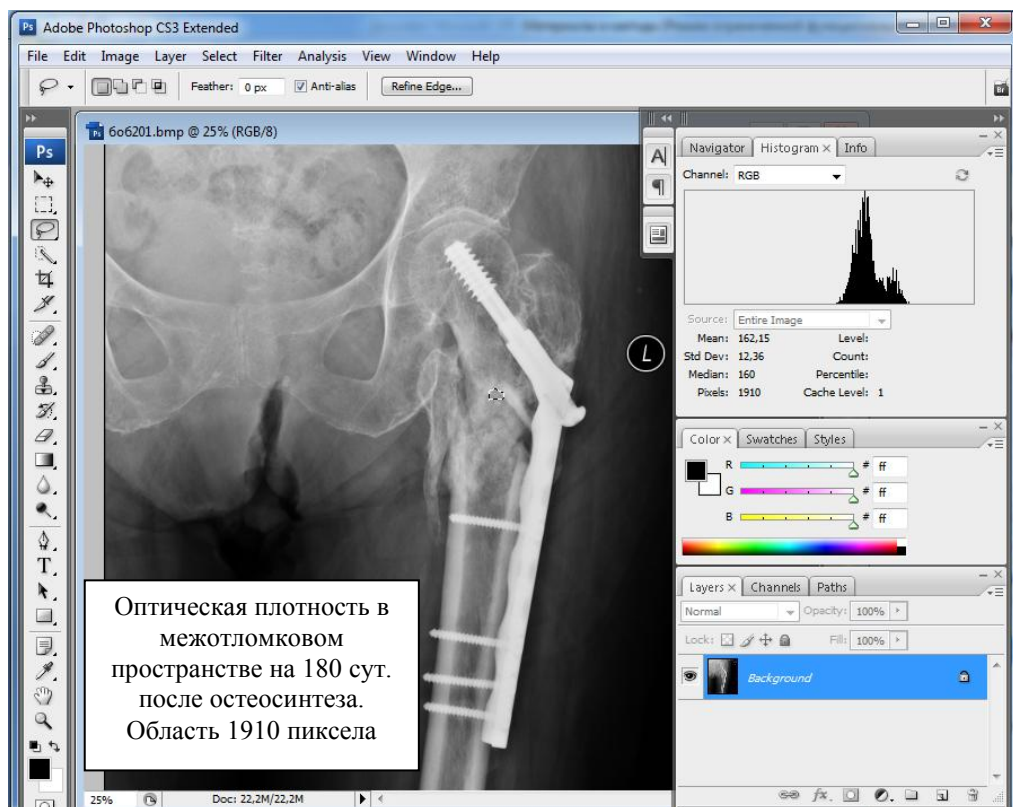 Adobe Photoshop CS3 Extended
File Edit Image Layer Select Filter Analysis View Window Help
Feather: 0 px Anti-alias Refine Edge...
6o6201.bmp @ 25% (RGB/8)
Navigator Histogram × Info
Channel: RGB
Source: Entire Image
Mean: 162,15 Level:
Std Dev: 12,36 Count:
Median: 160 Percentile:
Pixels: 1910 Cache Level: 1
L
Color × Swatches Styles
R # ff
G # ff
B # ff
Layers × Channels Paths
Normal Opacity: 100%
Lock: Fill: 100%
Background
Оптическая плотность в
межотломковом
пространстве на 180 сут.
после остеосинтеза.
Область 1910 пиксела
25% Doc: 22,2M/22,2M
Ps
Br